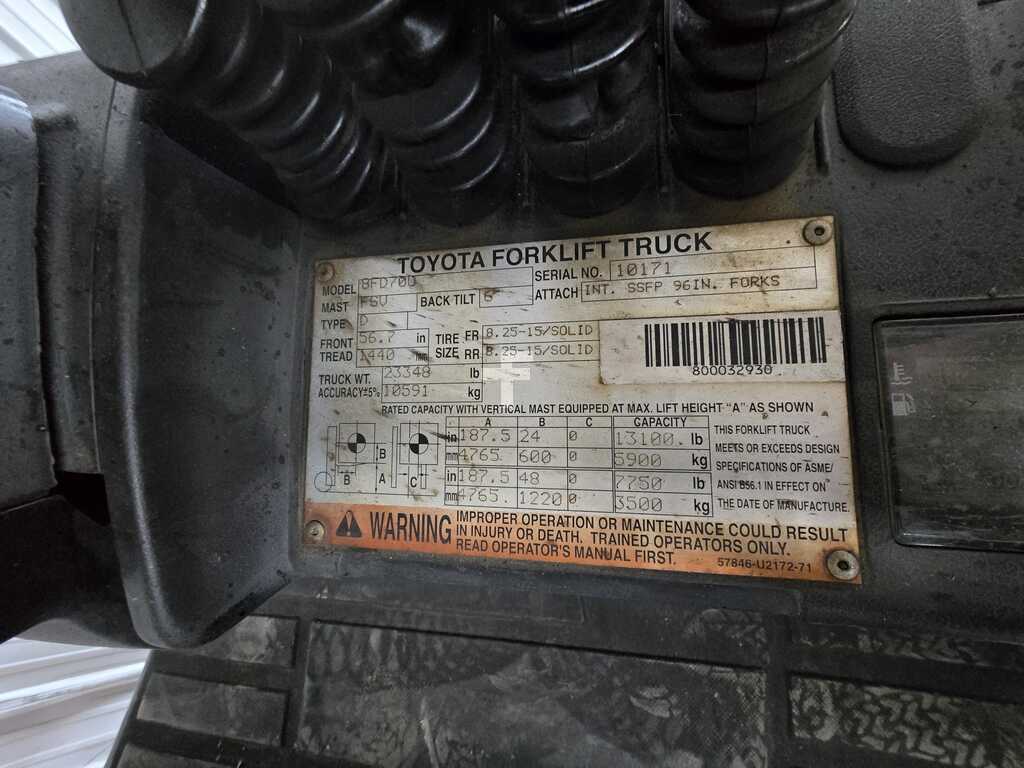 TOYOTA FORKLIFT TRUCK
MODEL 8FD70U SERIAL NO. 10171
MAST FSV BACK TILT 6° ATTACH INT. SSFP 96IN. FORKS
TYPE D
FRONT TREAD 56.7 in 1440 mm
TIRE SIZE FR 8.25-15/SOLID
RR 8.25-15/SOLID
800032930
TRUCK WT. 23348 lb
ACCURACY±5% 10591 kg
RATED CAPACITY WITH VERTICAL MAST EQUIPPED AT MAX. LIFT HEIGHT "A" AS SHOWN
A B C CAPACITY
in 187.5 24 0 13100. lb
mm 4765. 600 0 5900 kg
in 187.5 48 0 7750 lb
mm 4765. 1220 0 3500 kg
B A B C
THIS FORKLIFT TRUCK
MEETS OR EXCEEDS DESIGN
SPECIFICATIONS OF ASME/
ANSI B56.1 IN EFFECT ON
THE DATE OF MANUFACTURE.
WARNING
IMPROPER OPERATION OR MAINTENANCE COULD RESULT
IN INJURY OR DEATH. TRAINED OPERATORS ONLY.
READ OPERATOR'S MANUAL FIRST.
57846-U2172-71